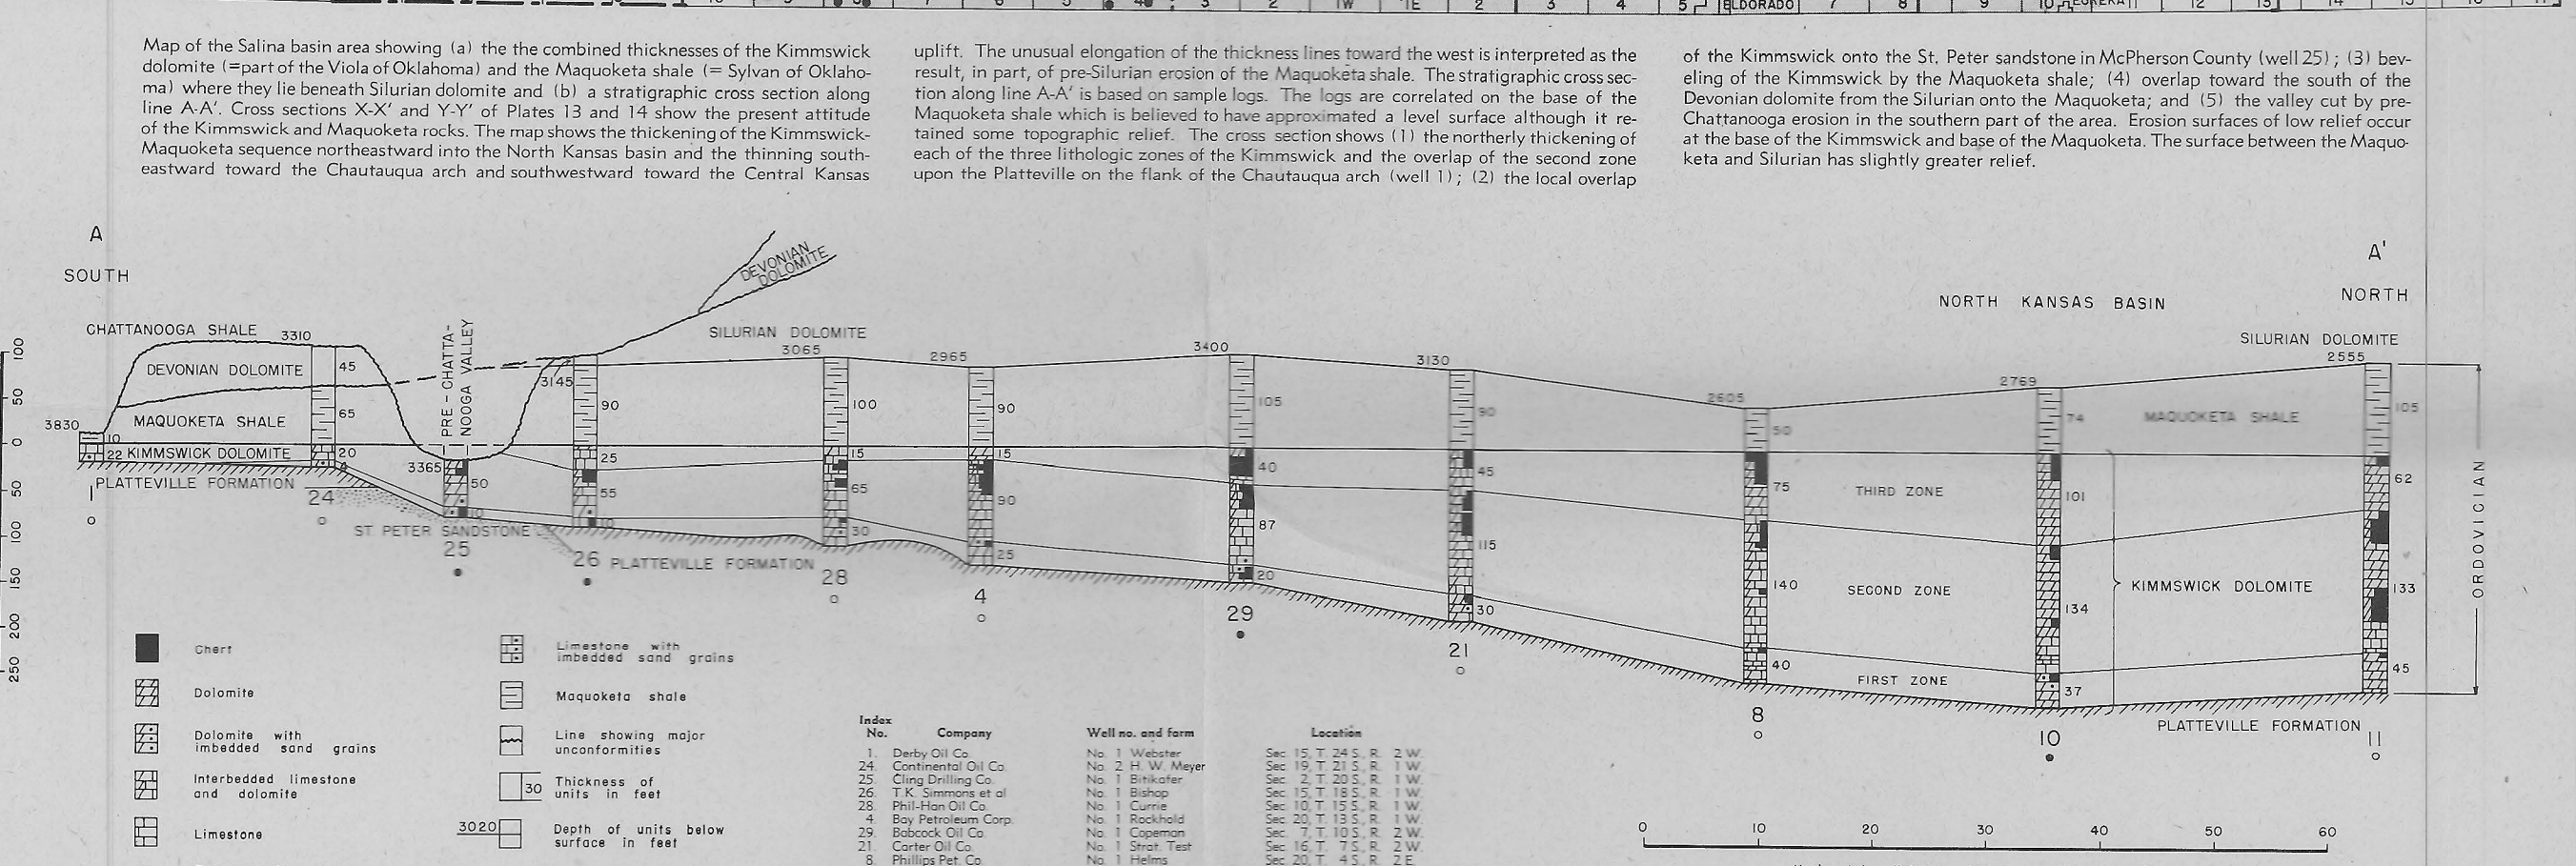 5 ELDORADO 7 8 9 10 EUREKA 11 12 13 14 15
7 6 5 4 3 2 1W 1E 2 3 4
Map of the Salina basin area showing (a) the the combined thicknesses of the Kimmswick
dolomite (=part of the Viola of Oklahoma) and the Maquoketa shale (= Sylvan of Oklaho-
ma) where they lie beneath Silurian dolomite and (b) a stratigraphic cross section along
line A-A'. Cross sections X-X' and Y-Y' of Plates 13 and 14 show the present attitude
of the Kimmswick and Maquoketa rocks. The map shows the thickening of the Kimmswick-
Maquoketa sequence northeastward into the North Kansas basin and the thinning south-
eastward toward the Chautauqua arch and southwestward toward the Central Kansas
uplift. The unusual elongation of the thickness lines toward the west is interpreted as the
result, in part, of pre-Silurian erosion of the Maquoketa shale. The stratigraphic cross sec-
tion along line A-A' is based on sample logs. The logs are correlated on the base of the
Maquoketa shale which is believed to have approximated a level surface although it re-
tained some topographic relief. The cross section shows (1) the northerly thickening of
each of the three lithologic zones of the Kimmswick and the overlap of the second zone
upon the Platteville on the flank of the Chautauqua arch (well 1); (2) the local overlap
of the Kimmswick onto the St. Peter sandstone in McPherson County (well 25); (3) bev-
eling of the Kimmswick by the Maquoketa shale; (4) overlap toward the south of the
Devonian dolomite from the Silurian onto the Maquoketa; and (5) the valley cut by pre-
Chattanooga erosion in the southern part of the area. Erosion surfaces of low relief occur
at the base of the Kimmswick and base of the Maquoketa. The surface between the Maquo-
keta and Silurian has slightly greater relief.
A
SOUTH
A'
NORTH
NORTH KANSAS BASIN
DEVONIAN
DOLOMITE
CHATTANOOGA SHALE
SILURIAN DOLOMITE
SILURIAN DOLOMITE
3310
3065
2965
3400
3130
2605
2769
2555
3145
3830
3365
DEVONIAN DOLOMITE
MAQUOKETA SHALE
KIMMSWICK DOLOMITE
PLATTEVILLE FORMATION
PRE-CHATTA-
NOOGA VALLEY
ST. PETER SANDSTONE
PLATTEVILLE FORMATION
MAQUOKETA SHALE
THIRD ZONE
SECOND ZONE
FIRST ZONE
KIMMSWICK DOLOMITE
PLATTEVILLE FORMATION
ORDOVICIAN
100
50
0
50
100
150
200
250
10
22
45
65
20
4
50
10
90
25
55
10
100
15
65
30
90
15
90
25
105
40
87
20
90
45
115
30
50
75
140
40
74
101
134
37
105
62
133
45
1
24
25
26
28
4
29
21
8
10
11
Chert
Dolomite
Dolomite with
imbedded sand grains
Interbedded limestone
and dolomite
Limestone
Limestone with
imbedded sand grains
Maquoketa shale
Line showing major
unconformities
30 Thickness of
units in feet
3020 Depth of units below
surface in feet
Index
No. Company Well no. and farm Location
1. Derby Oil Co. No. 1 Webster Sec. 15, T. 24 S., R. 2 W.
24. Continental Oil Co. No. 2 H. W. Meyer Sec. 19, T. 21 S., R. 1 W.
25. Cling Drilling Co. No. 1 Bitikofer Sec. 2, T. 20 S., R. 1 W.
26. T.K. Simmons et al No. 1 Bishop Sec. 15, T. 18 S., R. 1 W.
28. Phil-Han Oil Co. No. 1 Currie Sec. 10, T. 15 S., R. 1 W.
4. Bay Petroleum Corp. No. 1 Rockhold Sec. 20, T. 13 S., R. 1 W.
29. Babcock Oil Co. No. 1 Copeman Sec. 7, T. 10 S., R. 2 W.
21. Carter Oil Co. No. 1 Strat. Test Sec. 16, T. 7 S., R. 2 W.
8. Phillips Pet. Co. No. 1 Helms Sec. 20, T. 4 S., R. 2 E.
0 10 20 30 40 50 60